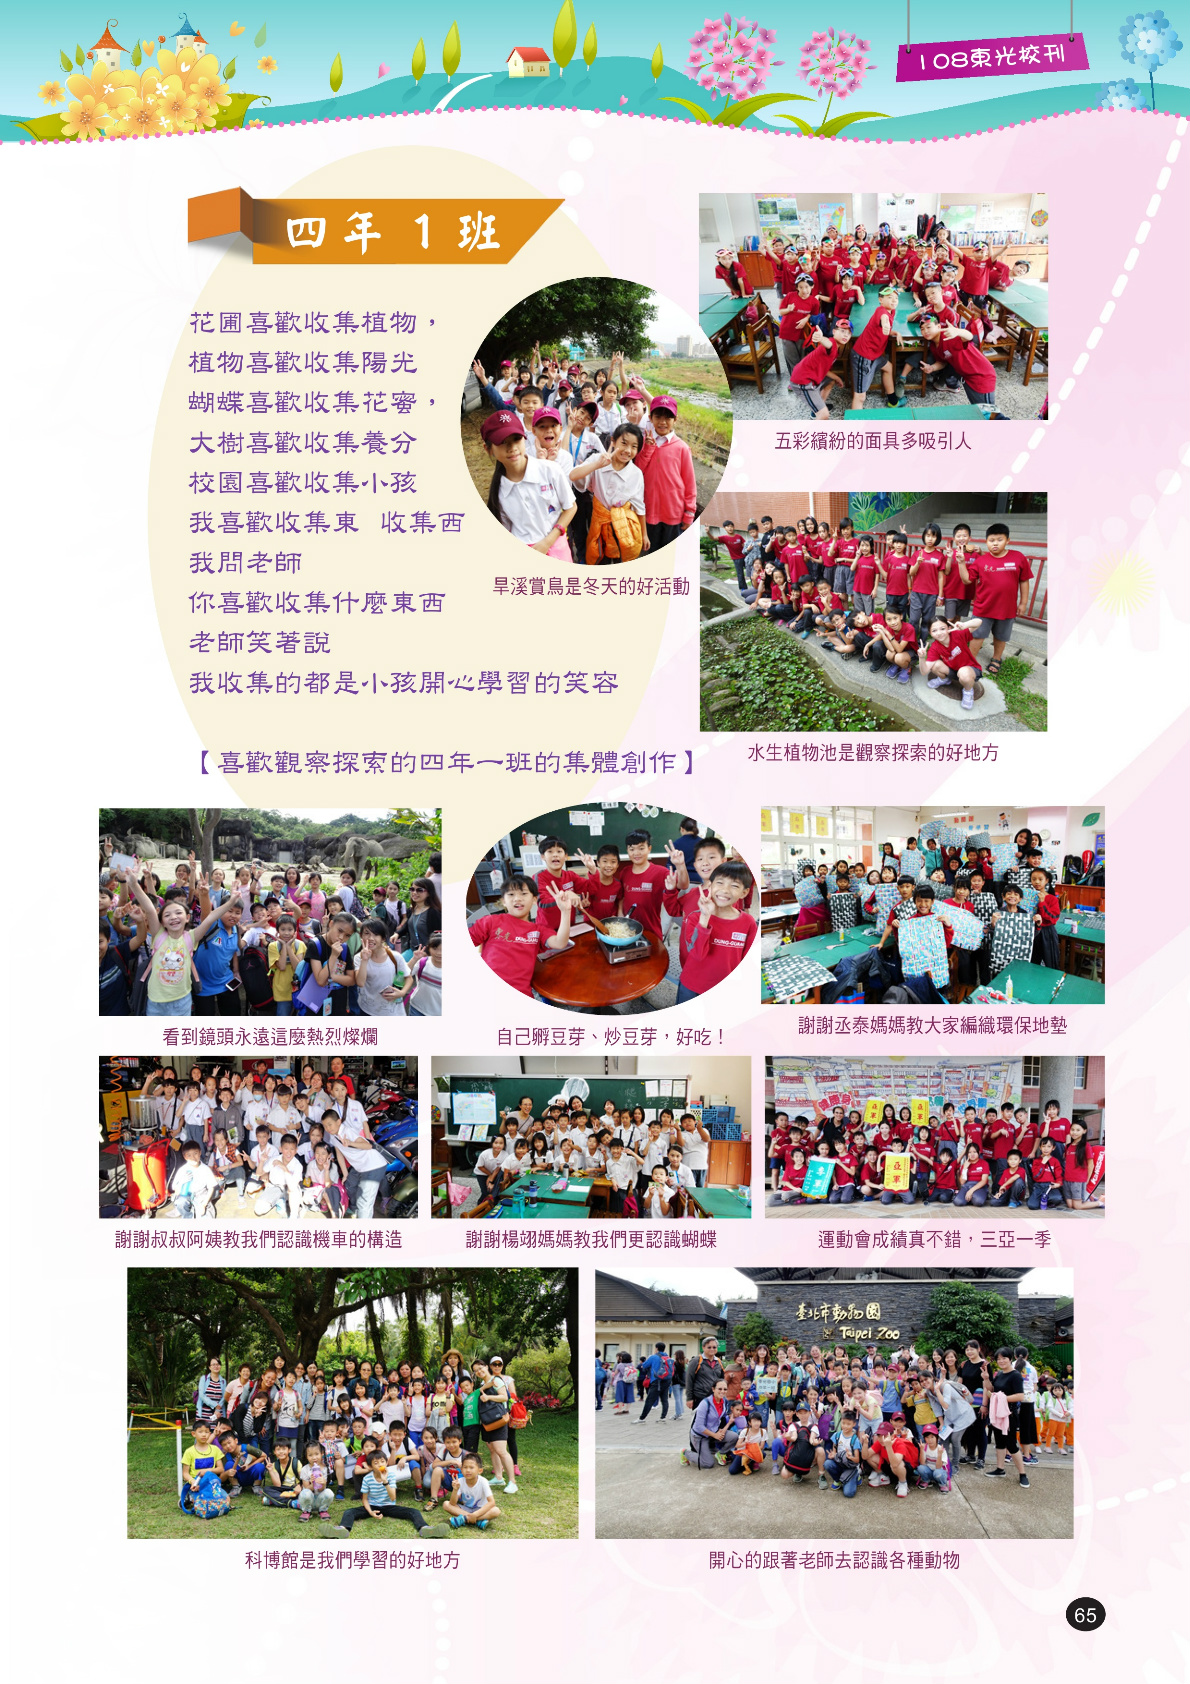 108東光校刊
四年1班
花圃喜歡收集植物，
植物喜歡收集陽光
蝴蝶喜歡收集花蜜，
大樹喜歡收集養分
校園喜歡收集小孩
我喜歡收集東 收集西
我問老師
你喜歡收集什麼東西
老師笑著說
我收集的都是小孩開心學習的笑容
【喜歡觀察探索的四年一班的集體創作】
五彩繽紛的面具多吸引人
旱溪賞鳥是冬天的好活動
水生植物池是觀察探索的好地方
看到鏡頭永遠這麼熱烈燦爛
自己孵豆芽、炒豆芽，好吃！
謝謝丞泰媽媽教大家編織環保地墊
謝謝叔叔阿姨教我們認識機車的構造
謝謝楊翊媽媽教我們更認識蝴蝶
亞軍
亞軍
季軍
運動會成績真不錯，三亞一季
臺北市動物園
Taipei Zoo
科博館是我們學習的好地方
開心的跟著老師去認識各種動物
65